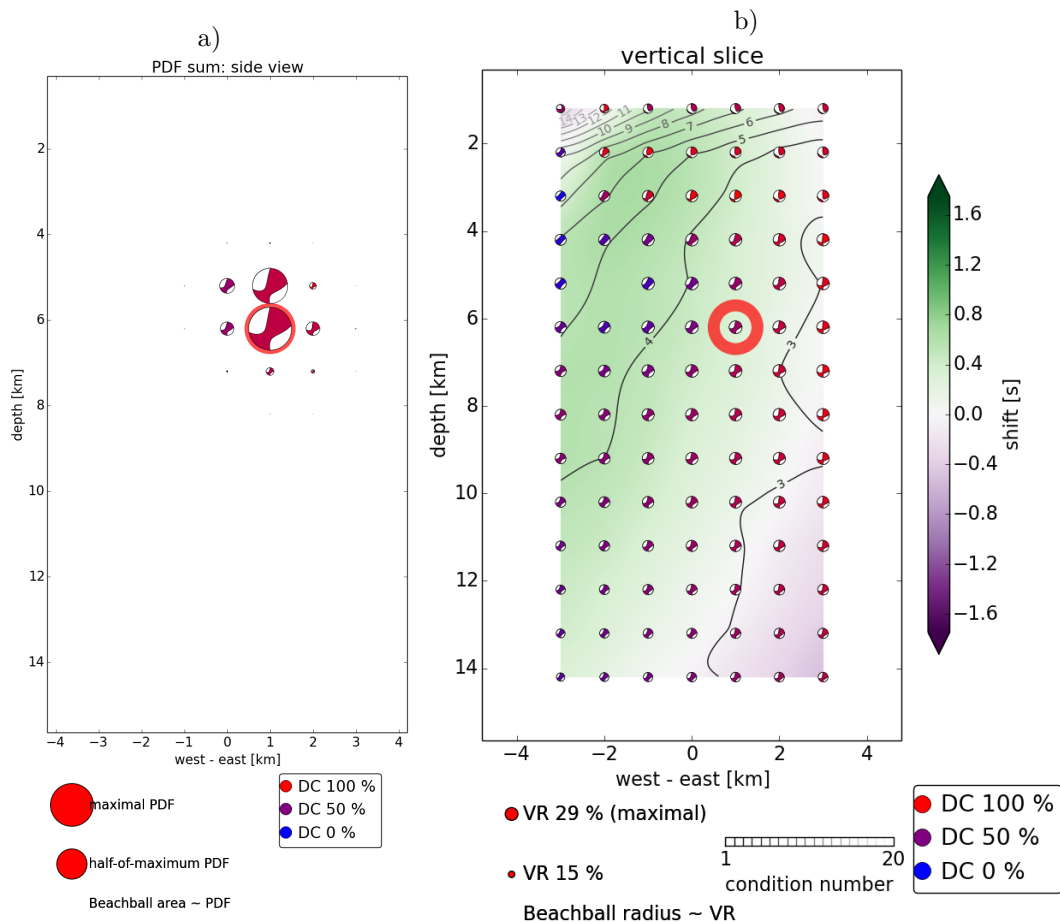 a)
PDF sum: side view
2
4
6
8
10
12
14
depth [km]
−4 −3 −2 −1 0 1 2 3 4
west - east [km]
maximal PDF
half-of-maximum PDF
Beachball area ~ PDF
DC 100 %
DC 50 %
DC 0 %
b)
vertical slice
2
4
6
8
10
12
14
depth [km]
−4 −2 0 2 4
west - east [km]
14 13 12 11
10 9 8 7 6
5
4
3
3
1.6
1.2
0.8
0.4
0.0
−0.4
−0.8
−1.2
−1.6
shift [s]
VR 29 % (maximal)
VR 15 %
Beachball radius ~ VR
1 20
condition number
DC 100 %
DC 50 %
DC 0 %